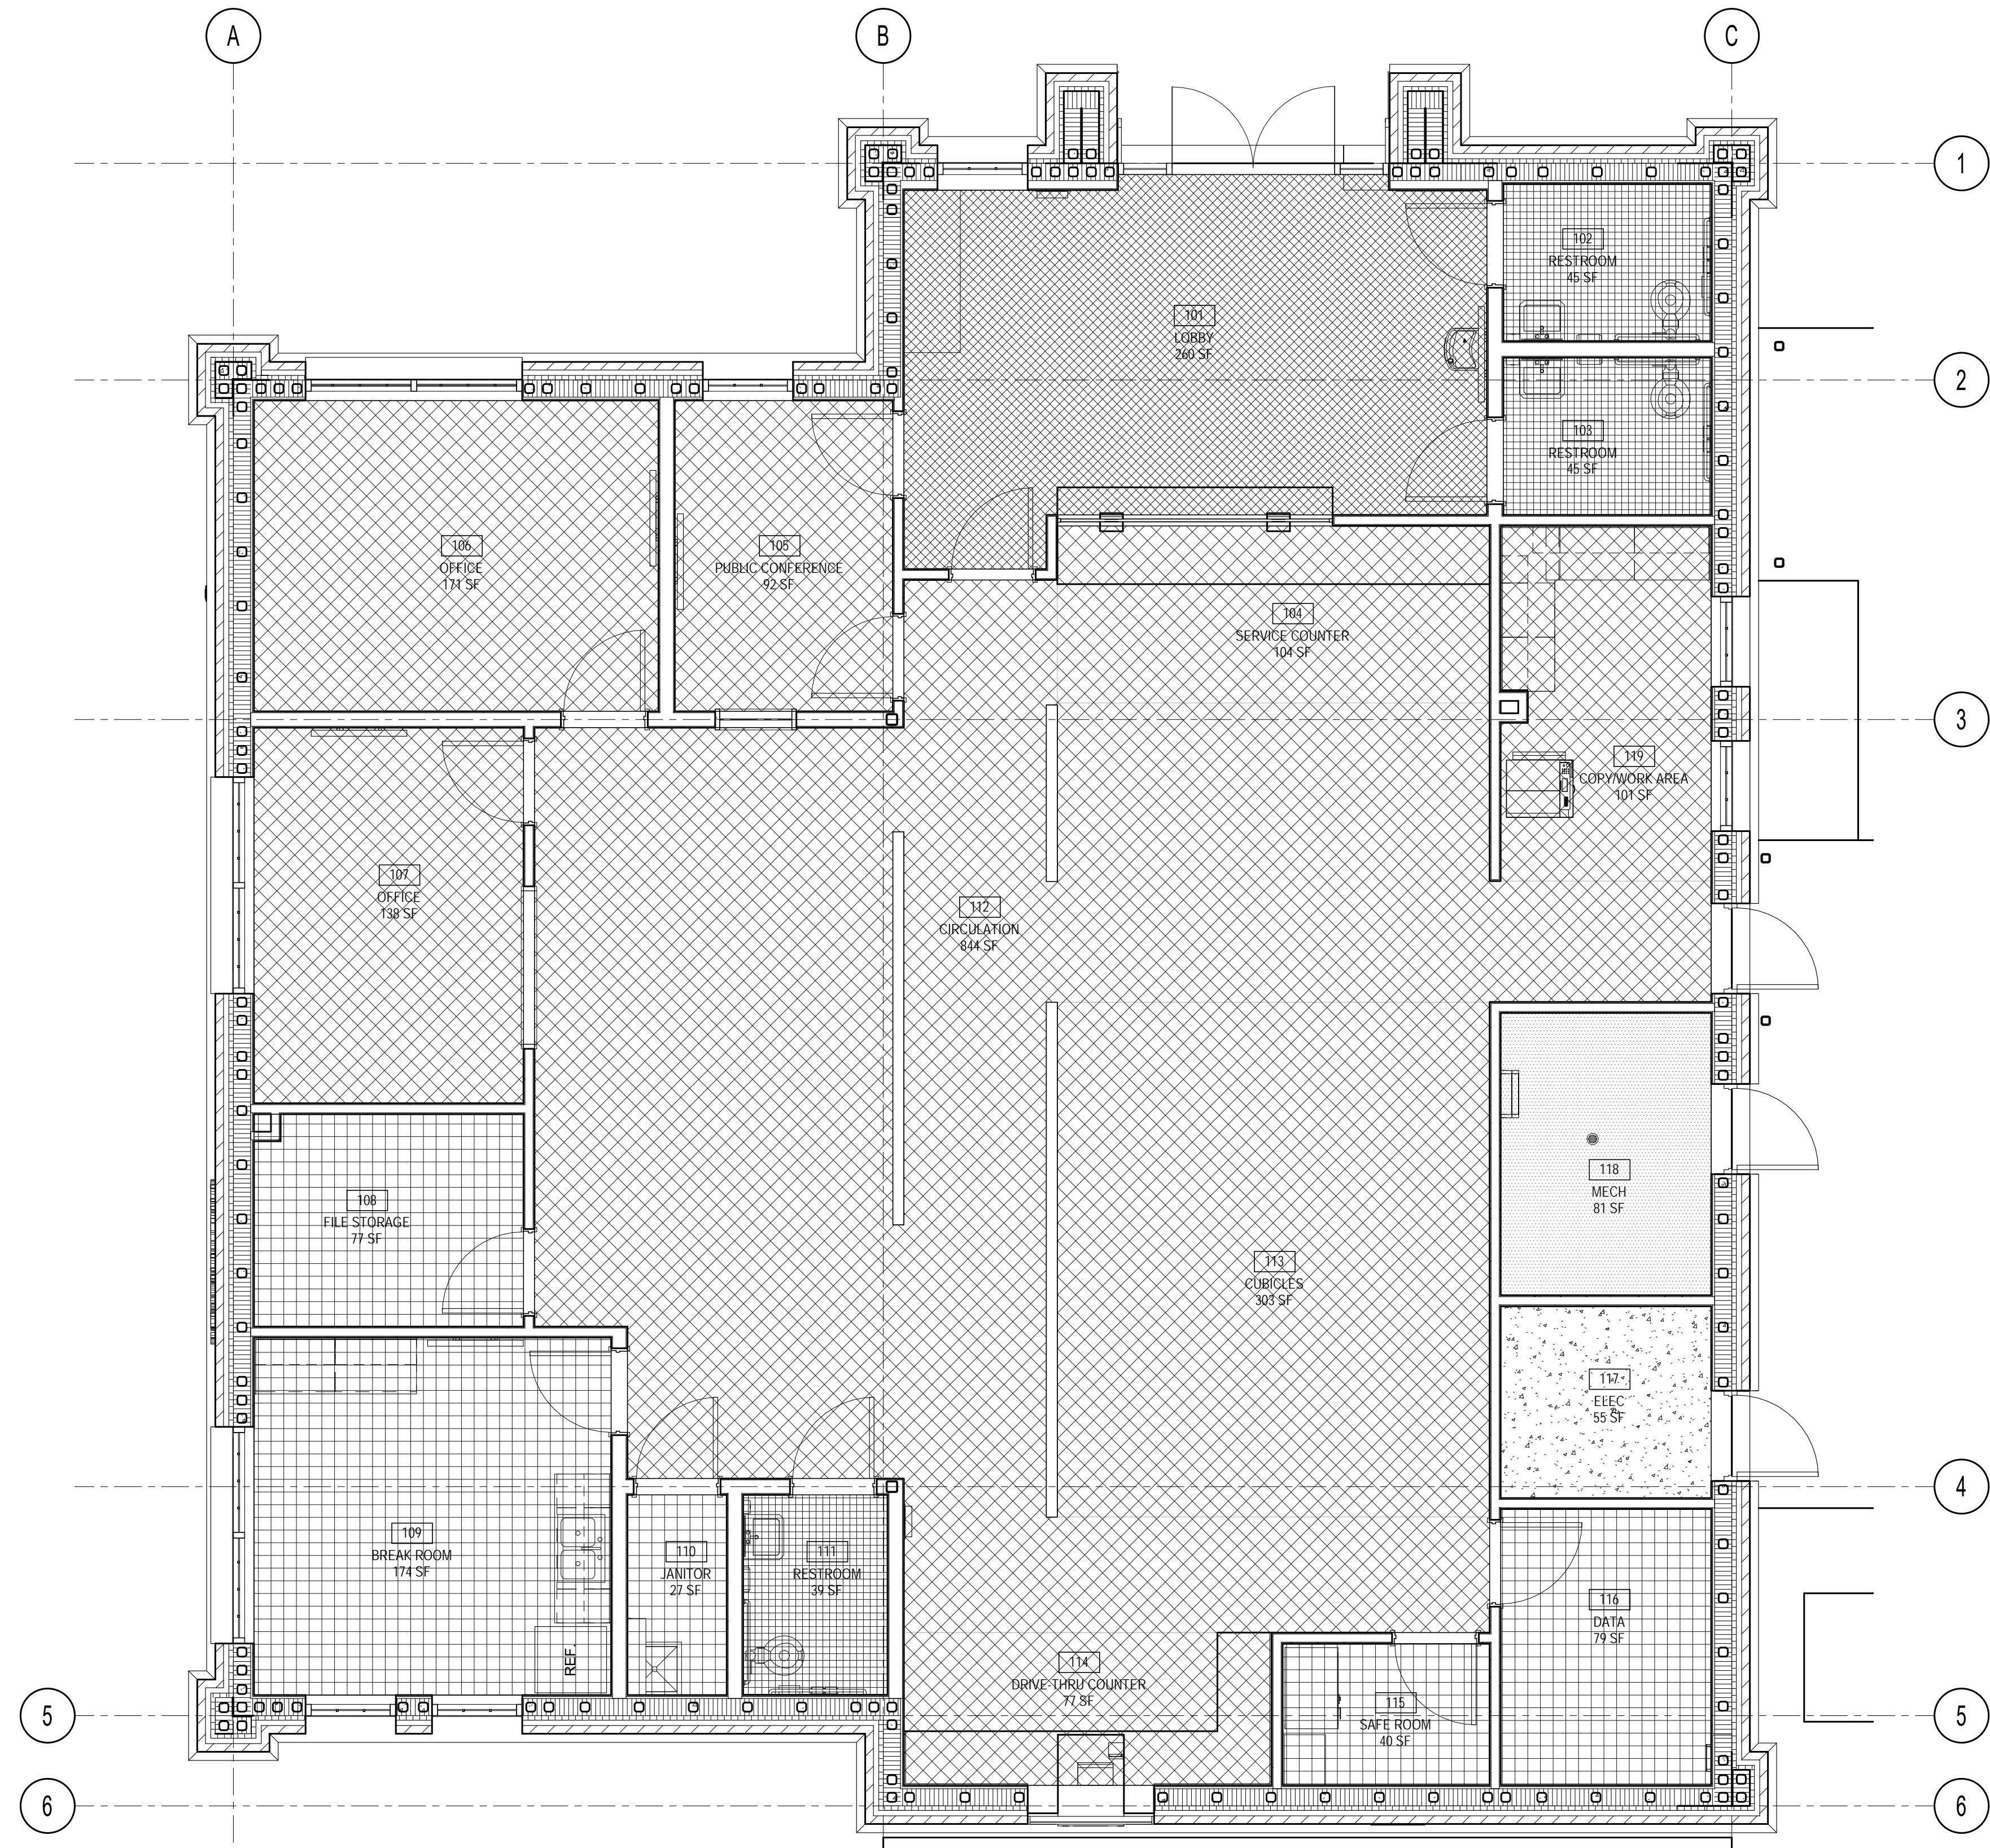 A
B
C
1
102
RESTROOM
45 SF
101
LOBBY
260 SF
2
103
RESTROOM
45 SF
106
OFFICE
171 SF
105
PUBLIC CONFERENCE
92 SF
104
SERVICE COUNTER
104 SF
3
119
COPY/WORK AREA
101 SF
107
OFFICE
138 SF
112
CIRCULATION
844 SF
118
MECH
81 SF
108
FILE STORAGE
77 SF
113
CUBICLES
303 SF
117
ELEC
55 SF
4
109
BREAK ROOM
174 SF
110
JANITOR
27 SF
111
RESTROOM
39 SF
116
DATA
79 SF
REF.
114
DRIVE-THRU COUNTER
77 SF
115
SAFE ROOM
40 SF
5
5
6
6